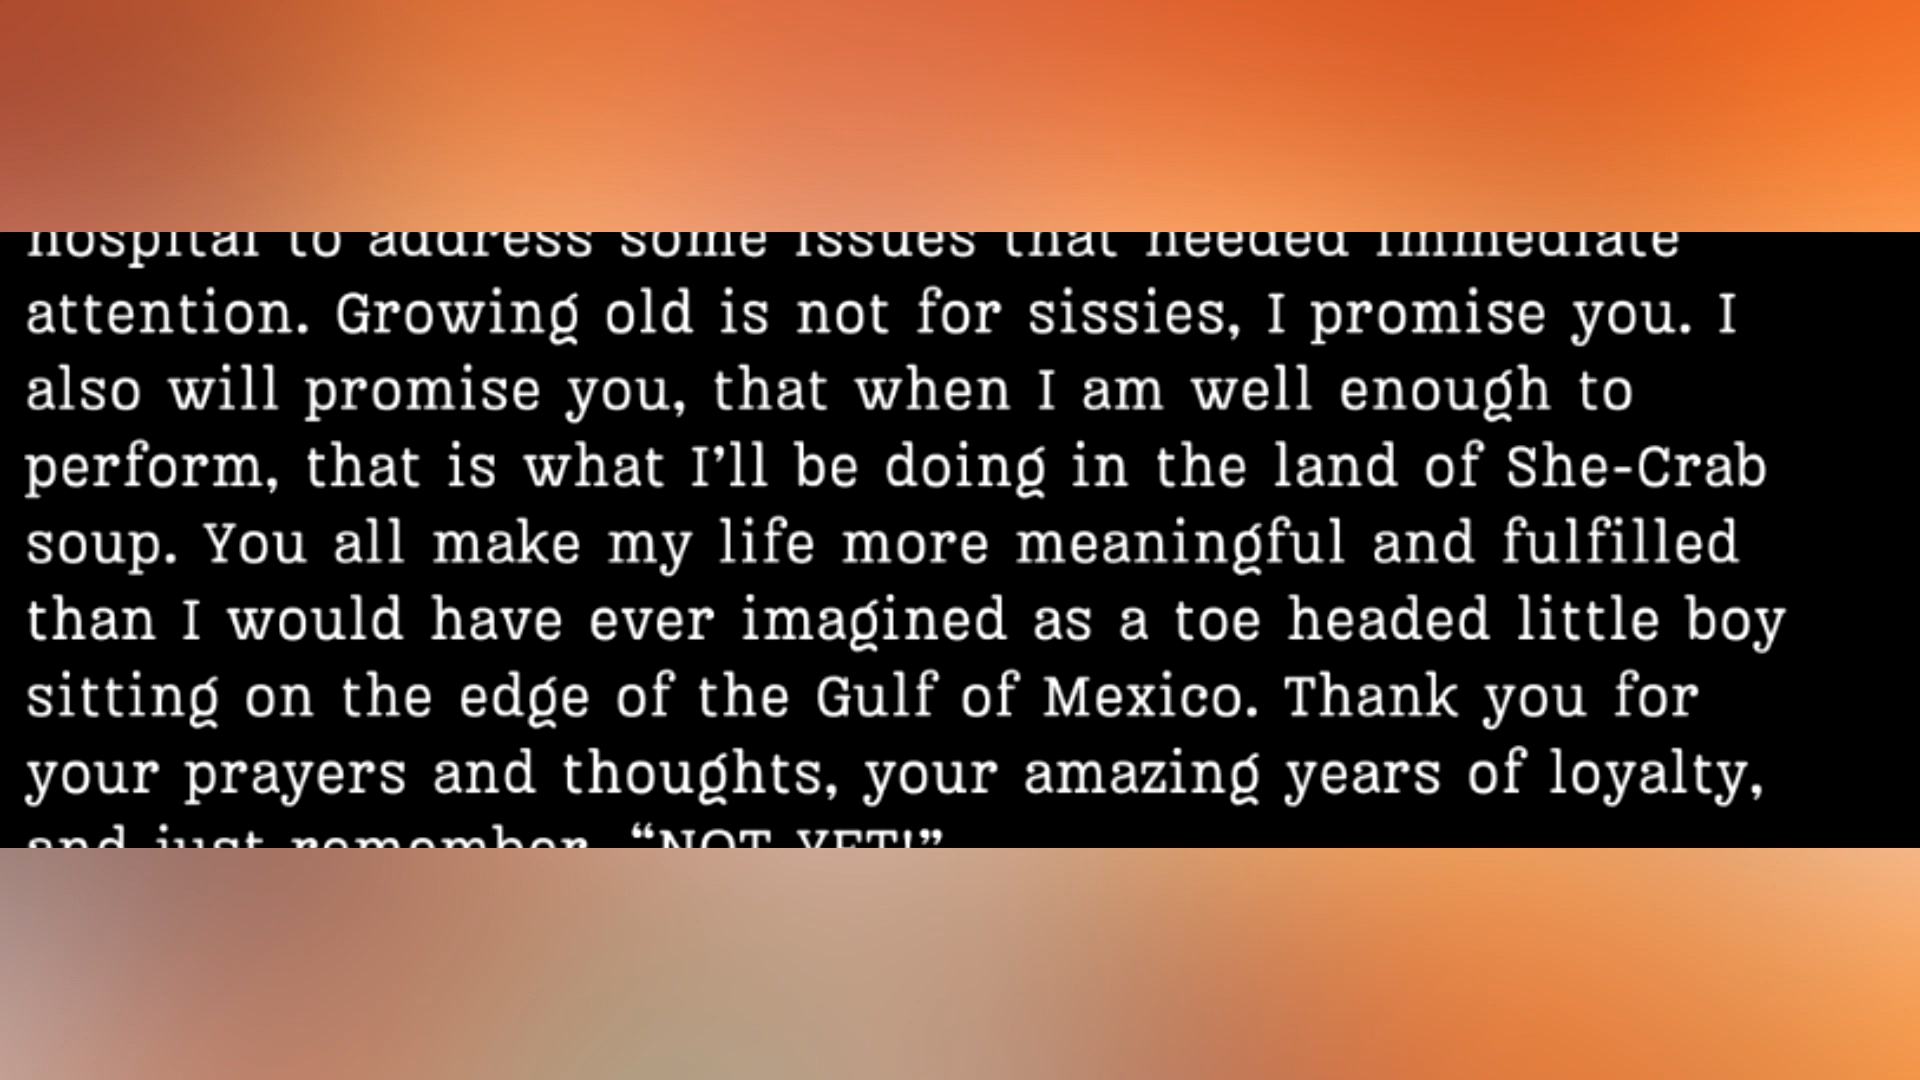 hospital to address some issues that needed immediate
attention. Growing old is not for sissies, I promise you. I
also will promise you, that when I am well enough to
perform, that is what I’ll be doing in the land of She-Crab
soup. You all make my life more meaningful and fulfilled
than I would have ever imagined as a toe headed little boy
sitting on the edge of the Gulf of Mexico. Thank you for
your prayers and thoughts, your amazing years of loyalty,
and just remember, “NOT YET!”